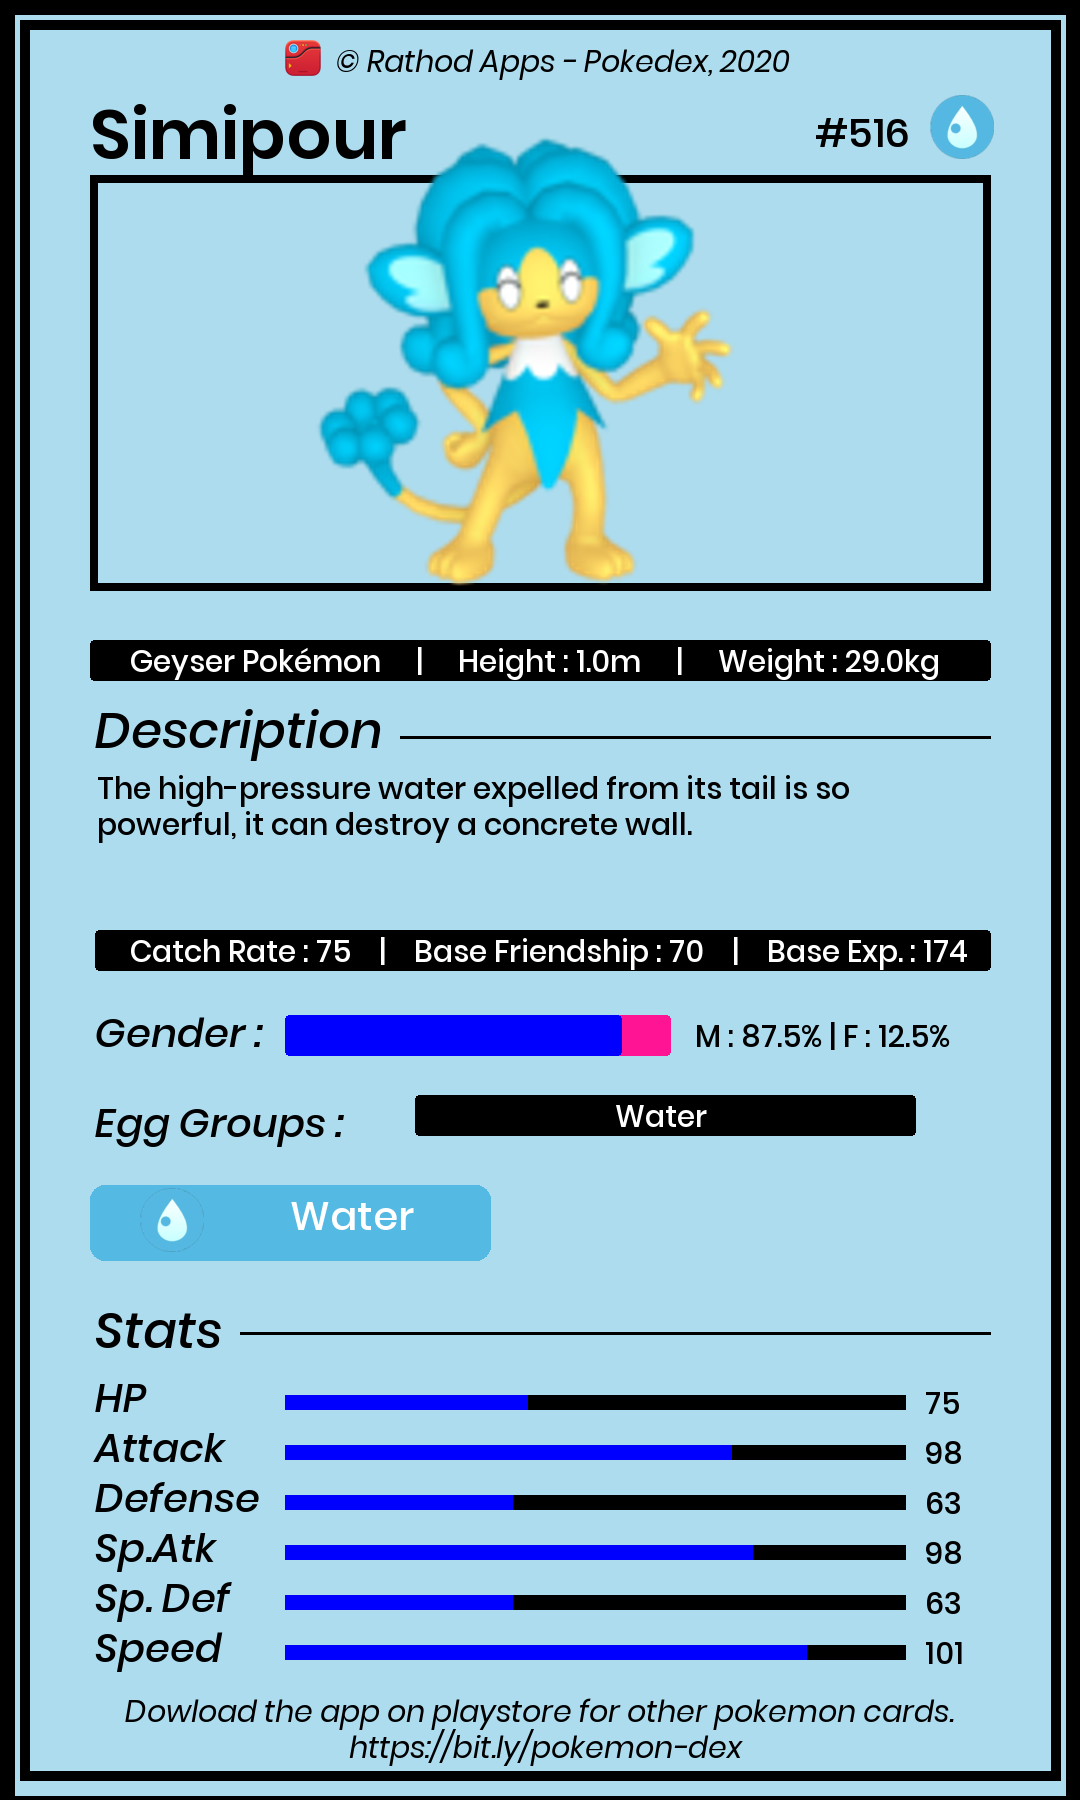 © Rathod Apps - Pokedex, 2020
Simipour
#516
Geyser Pokémon | Height : 1.0m | Weight : 29.0kg
Description
The high-pressure water expelled from its tail is so
powerful, it can destroy a concrete wall.
Catch Rate : 75 | Base Friendship : 70 | Base Exp. : 174
Gender : M : 87.5% | F : 12.5%
Egg Groups : Water
Water
Stats
HP 75
Attack 98
Defense 63
Sp.Atk 98
Sp. Def 63
Speed 101
Dowload the app on playstore for other pokemon cards.
https://bit.ly/pokemon-dex